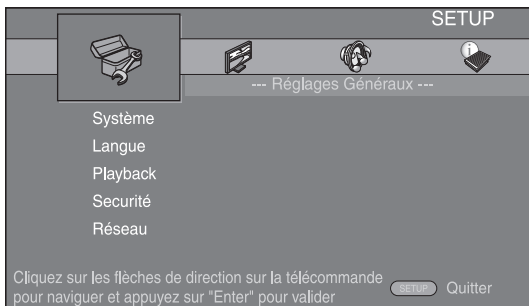 SETUP
--- Réglages Généraux ---
Système
Langue
Playback
Securité
Réseau
Cliquez sur les flèches de direction sur la télécommande
pour naviguer et appuyez sur "Enter" pour valider
SETUP Quitter